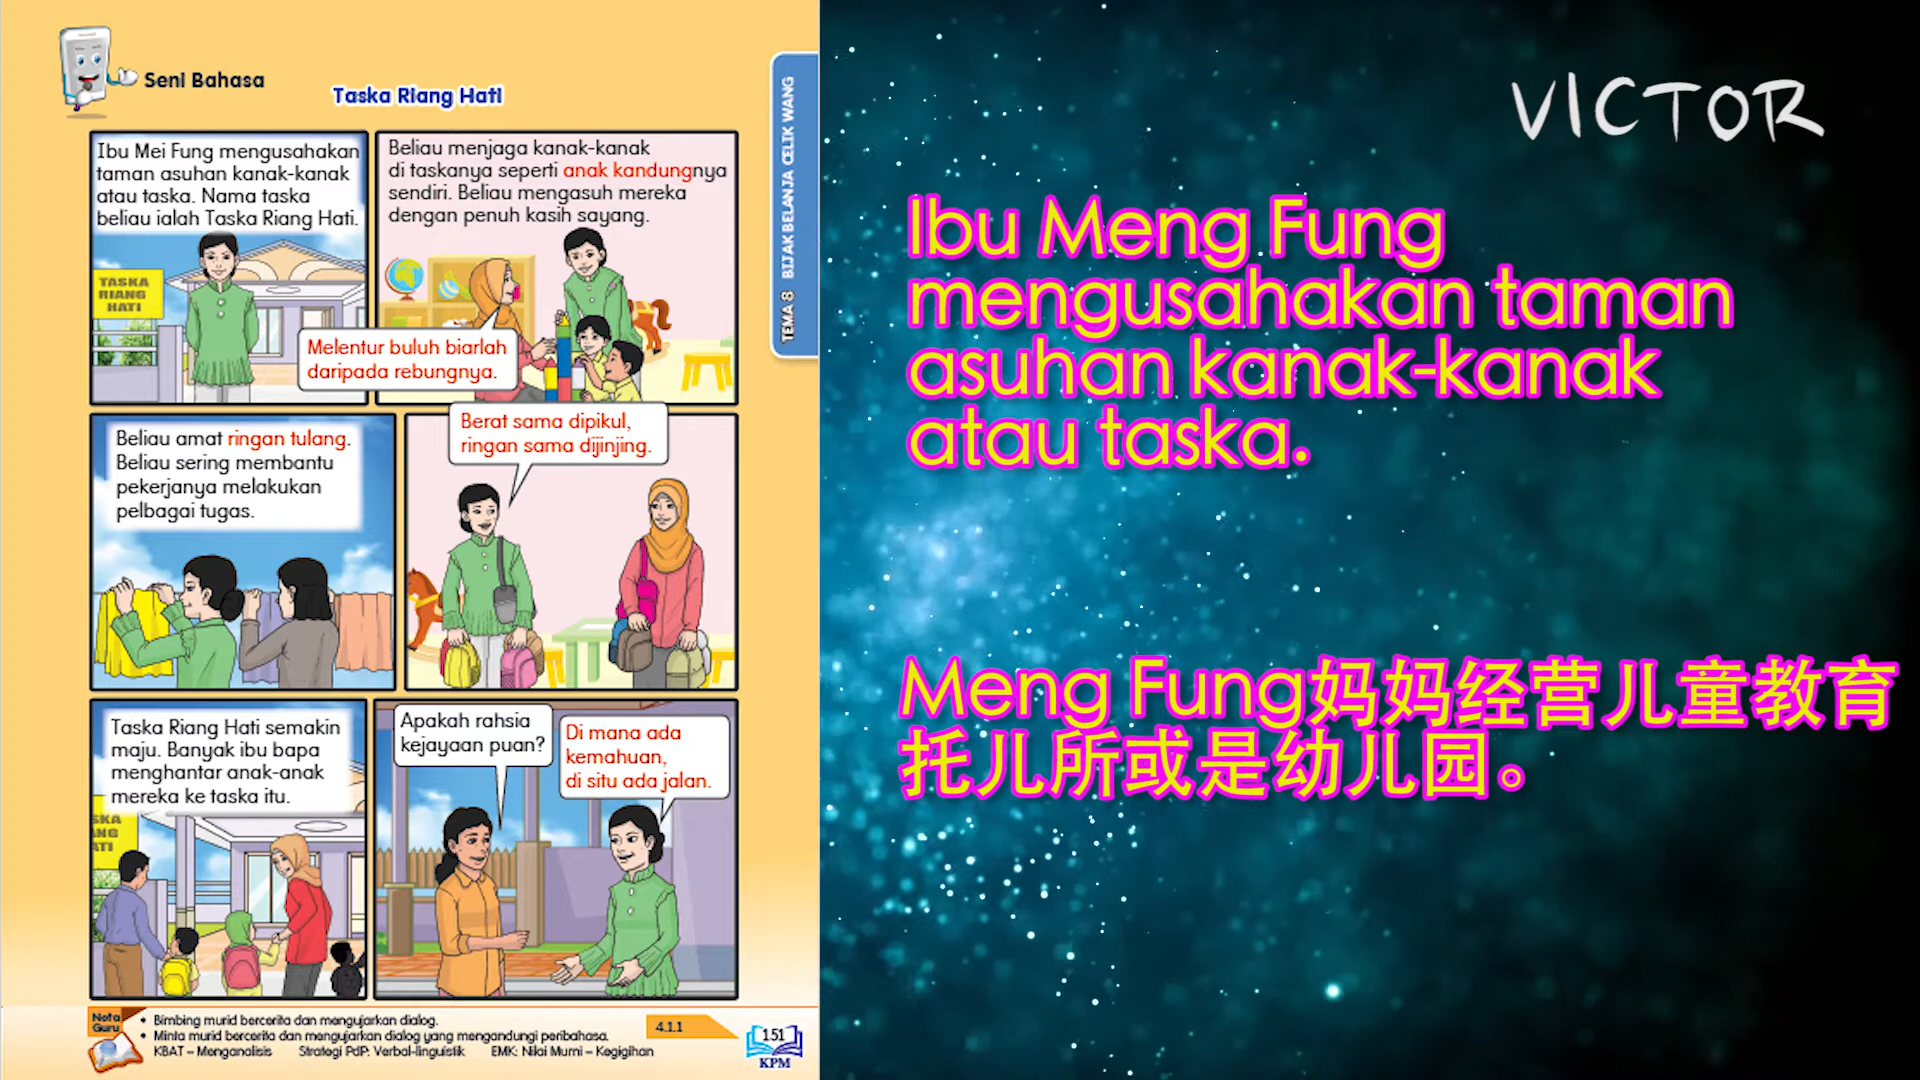 Seni Bahasa
Taska Riang Hati
Ibu Mei Fung mengusahakan
taman asuhan kanak-kanak
atau taska. Nama taska
beliau ialah Taska Riang Hati.
TASKA
RIANG
HATI
Beliau menjaga kanak-kanak
di taskanya seperti anak kandungnya
sendiri. Beliau mengasuh mereka
dengan penuh kasih sayang.
Melentur buluh biarlah
daripada rebungnya.
Beliau amat ringan tulang.
Beliau sering membantu
pekerjanya melakukan
pelbagai tugas.
Berat sama dipikul,
ringan sama dijinjing.
Taska Riang Hati semakin
maju. Banyak ibu bapa
menghantar anak-anak
mereka ke taska itu.
SKA
NG
ATI
Apakah rahsia
kejayaan puan?
Di mana ada
kemahuan,
di situ ada jalan.
TEMA 8 BIJAK BELANJA CELIK WANG
Nota
Guru
• Bimbing murid bercerita dan mengujarkan dialog.
• Minta murid bercerita dan mengujarkan dialog yang mengandungi peribahasa.
KBAT – Menganalisis Strategi PdP: Verbal-linguistik EMK: Nilai Murni – Kegigihan
4.1.1
151
KPM
VICTOR
Ibu Meng Fung
mengusahakan taman
asuhan kanak-kanak
atau taska.
Meng Fung妈妈经营儿童教育
托儿所或是幼儿园。